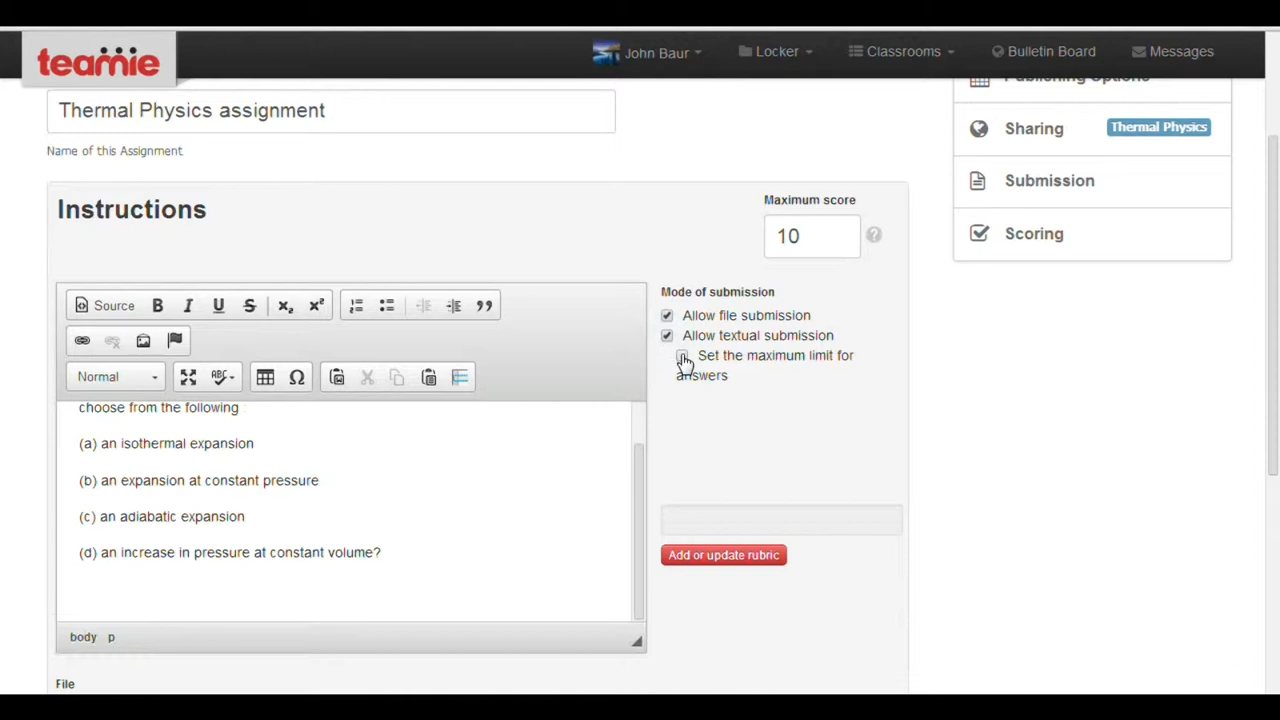 teamie
John Baur
Locker
Classrooms
Bulletin Board
Messages
Thermal Physics assignment
Name of this Assignment
Publishing Options
Sharing
Thermal Physics
Submission
Scoring
Instructions
Maximum score
10
?
Source B I U S x₂ x²
Normal
ABC
Ω
Mode of submission
Allow file submission
Allow textual submission
Set the maximum limit for
answers
choose from the following
(a) an isothermal expansion
(b) an expansion at constant pressure
(c) an adiabatic expansion
(d) an increase in pressure at constant volume?
Add or update rubric
body p
File